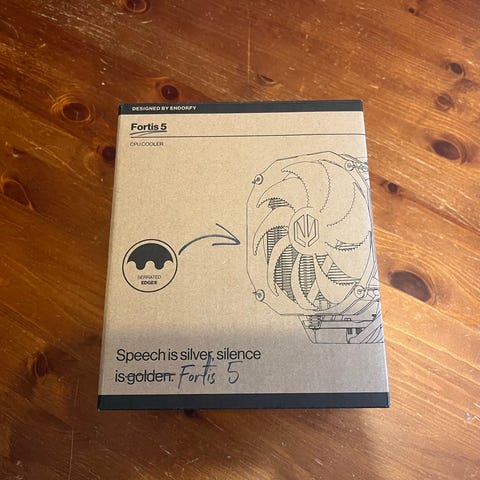 DESIGNED BY ENDORFY
Fortis 5
CPU COOLER
SERRATED
EDGES
Speech is silver, silence
is golden. Fortis 5